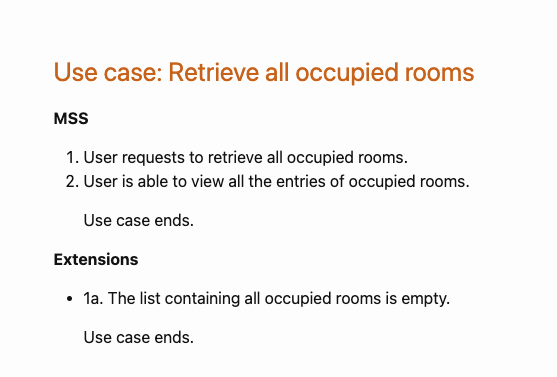 Use case: Retrieve all occupied rooms
MSS
1. User requests to retrieve all occupied rooms.
2. User is able to view all the entries of occupied rooms.
Use case ends.
Extensions
• 1a. The list containing all occupied rooms is empty.
Use case ends.